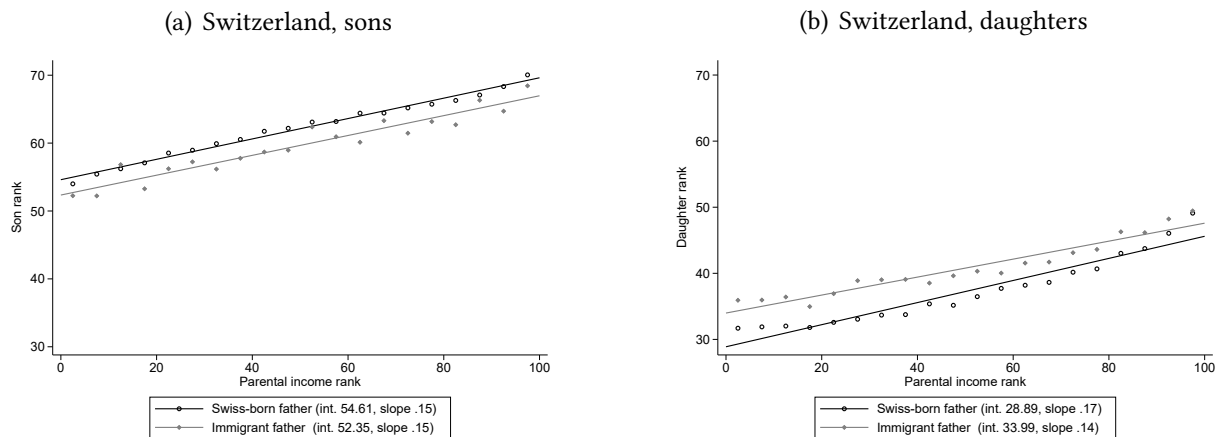 (a) Switzerland, sons
70
60
50
40
30
Son rank
0 20 40 60 80 100
Parental income rank
Swiss-born father (int. 54.61, slope .15)
Immigrant father (int. 52.35, slope .15)
(b) Switzerland, daughters
70
60
50
40
30
Daughter rank
0 20 40 60 80 100
Parental income rank
Swiss-born father (int. 28.89, slope .17)
Immigrant father (int. 33.99, slope .14)